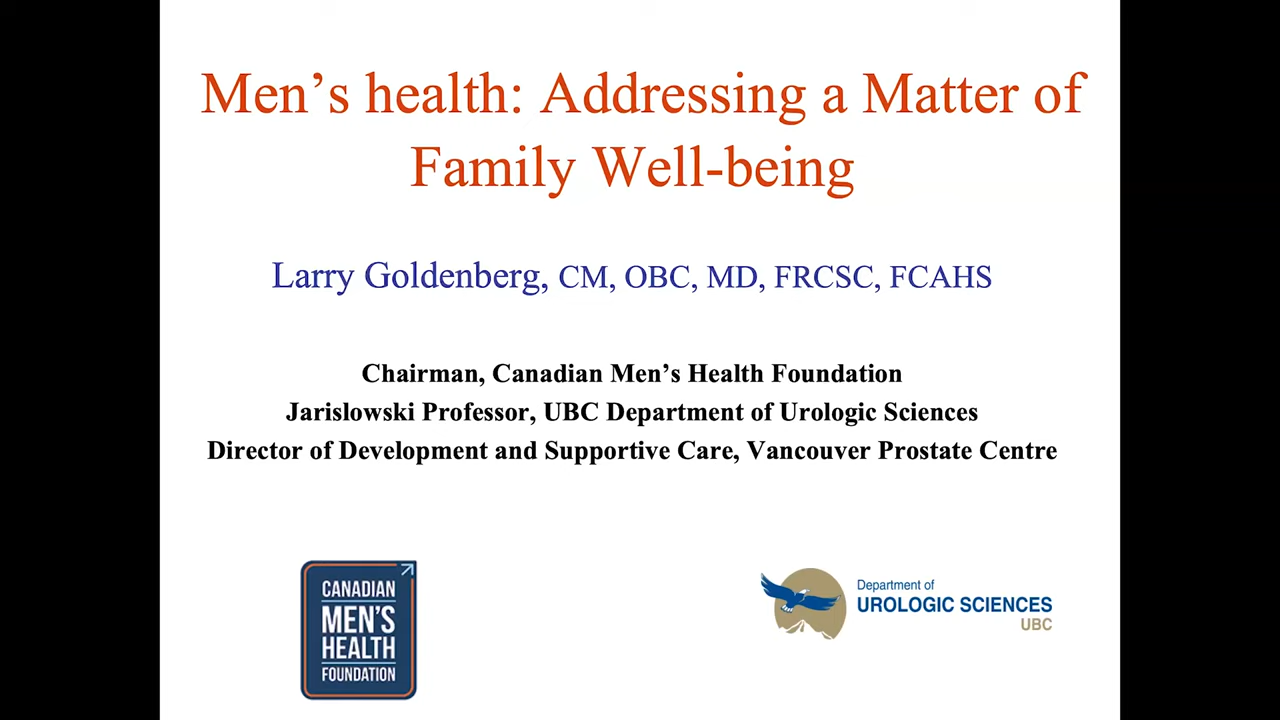 Men’s health: Addressing a Matter of
Family Well-being
Larry Goldenberg, CM, OBC, MD, FRCSC, FCAHS
Chairman, Canadian Men’s Health Foundation
Jarislowski Professor, UBC Department of Urologic Sciences
Director of Development and Supportive Care, Vancouver Prostate Centre
CANADIAN
MEN’S
HEALTH
FOUNDATION
Department of
UROLOGIC SCIENCES
UBC